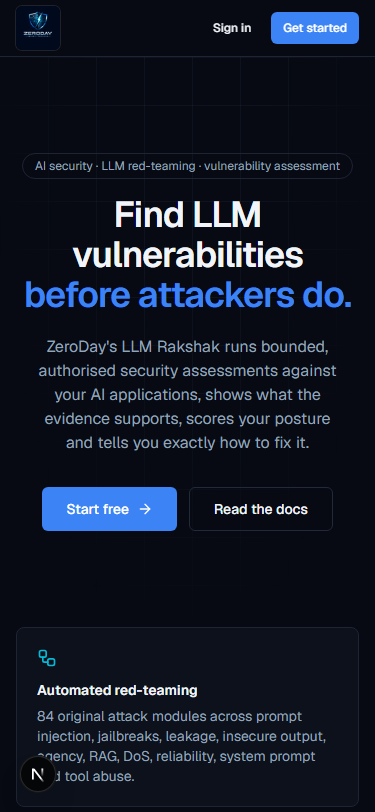 ZERODAY
Sign in
Get started
AI security · LLM red-teaming · vulnerability assessment
Find LLM
vulnerabilities
before attackers do.
ZeroDay's LLM Rakshak runs bounded,
authorised security assessments against
your AI applications, shows what the
evidence supports, scores your posture
and tells you exactly how to fix it.
Start free →
Read the docs
Automated red-teaming
84 original attack modules across prompt
injection, jailbreaks, leakage, insecure output,
agency, RAG, DoS, reliability, system prompt
N
tool abuse.